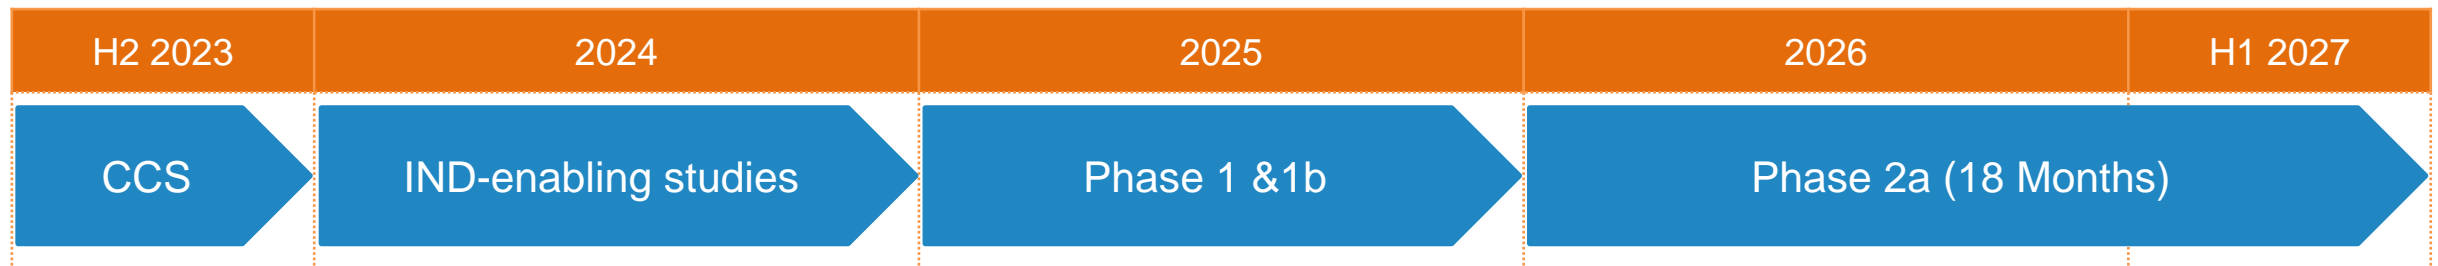 H2 2023
2024
2025
2026
H1 2027
CCS
IND-enabling studies
Phase 1 &1b
Phase 2a (18 Months)